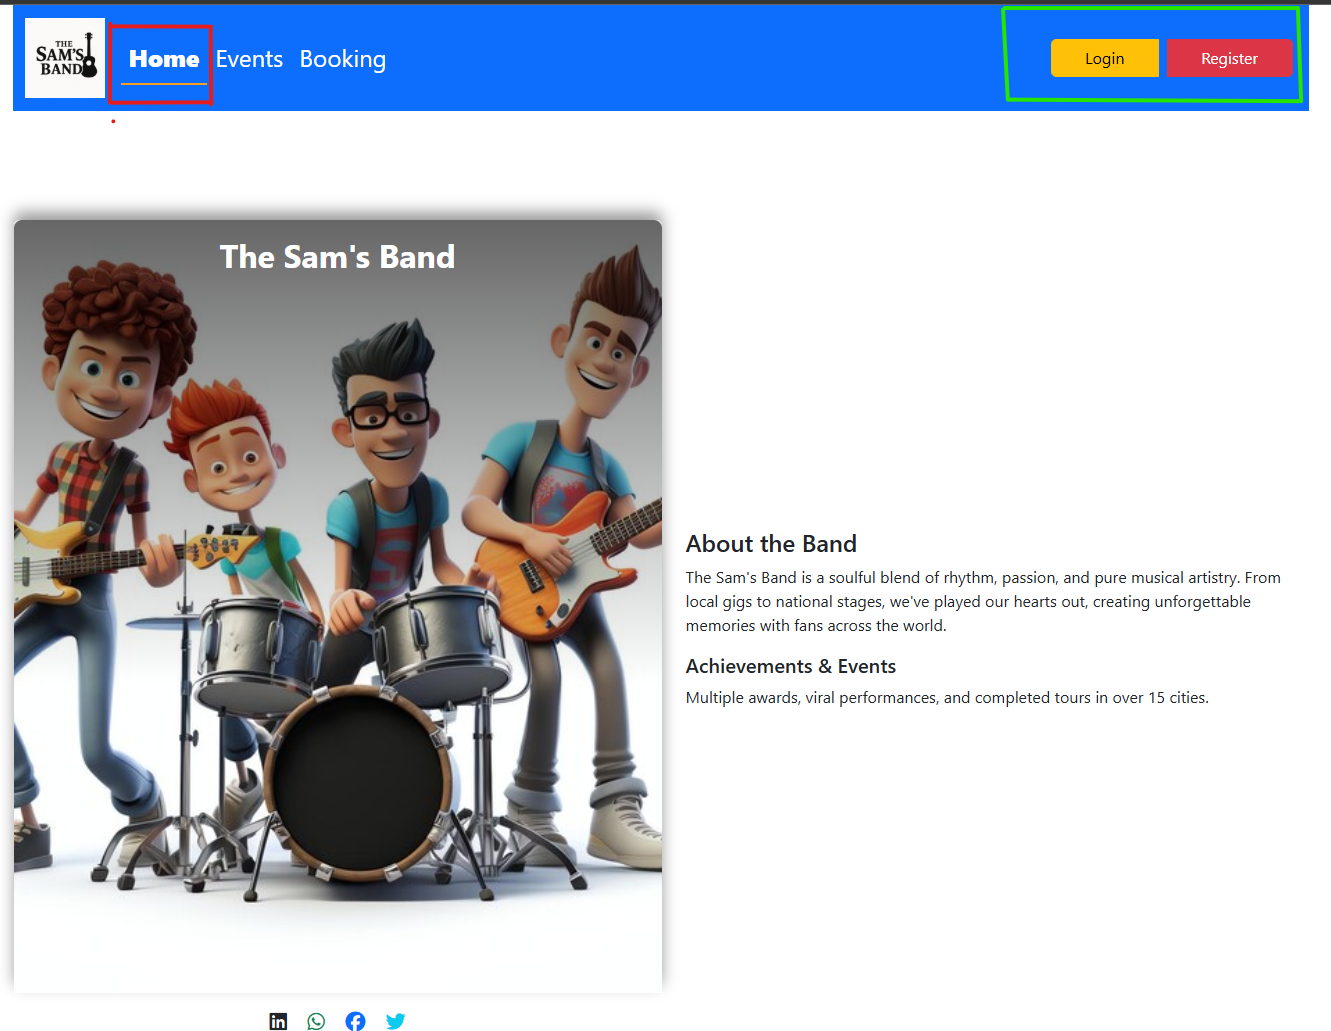 THE
SAM'S
BAND
Home Events Booking
Login Register
The Sam's Band
About the Band
The Sam's Band is a soulful blend of rhythm, passion, and pure musical artistry. From
local gigs to national stages, we've played our hearts out, creating unforgettable
memories with fans across the world.
Achievements & Events
Multiple awards, viral performances, and completed tours in over 15 cities.
in